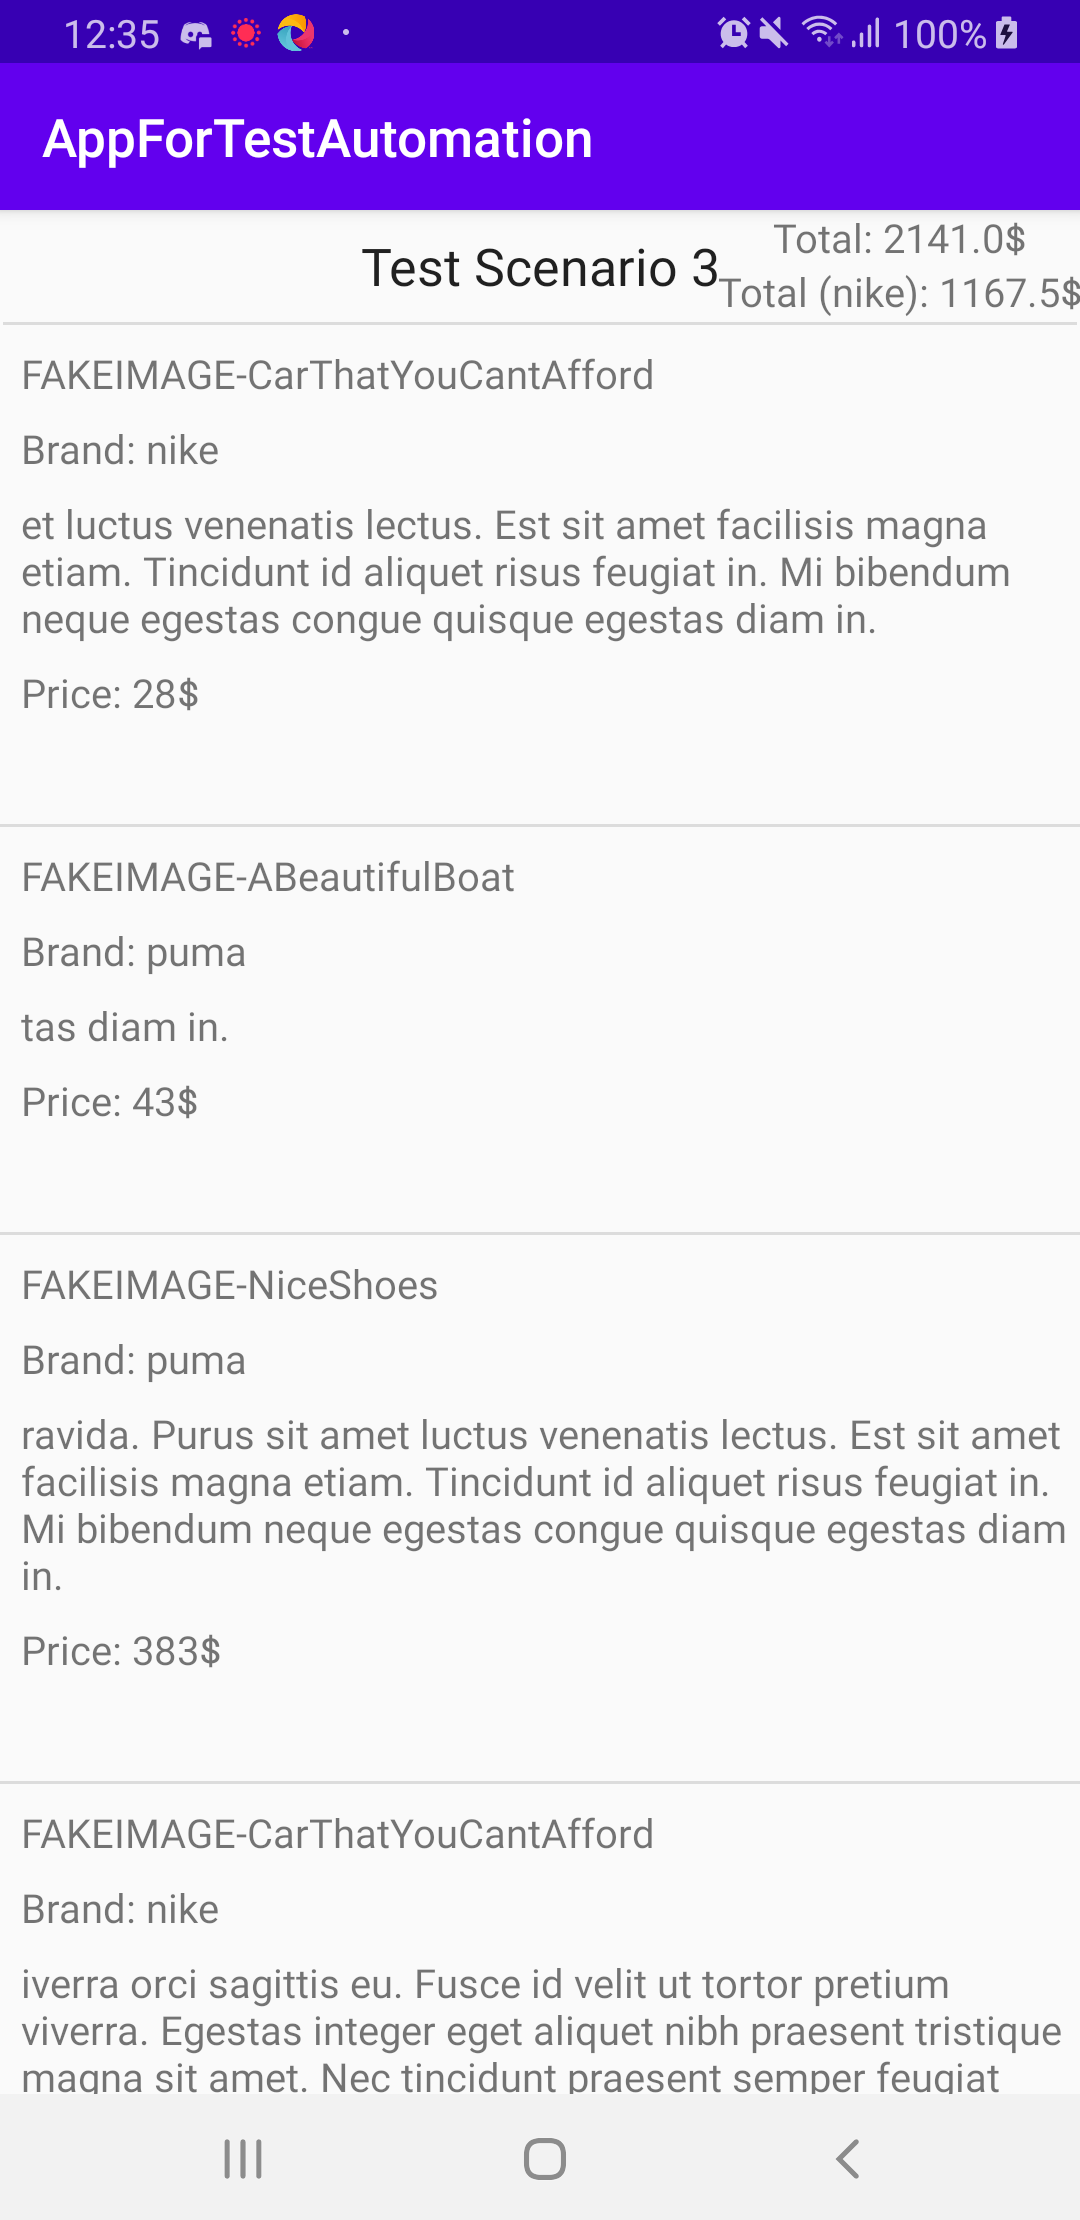 12:35
100%
AppForTestAutomation
Test Scenario 3
Total: 2141.0$
Total (nike): 1167.5$
FAKEIMAGE-CarThatYouCantAfford
Brand: nike
et luctus venenatis lectus. Est sit amet facilisis magna
etiam. Tincidunt id aliquet risus feugiat in. Mi bibendum
neque egestas congue quisque egestas diam in.
Price: 28$
FAKEIMAGE-ABeautifulBoat
Brand: puma
tas diam in.
Price: 43$
FAKEIMAGE-NiceShoes
Brand: puma
ravida. Purus sit amet luctus venenatis lectus. Est sit amet
facilisis magna etiam. Tincidunt id aliquet risus feugiat in.
Mi bibendum neque egestas congue quisque egestas diam
in.
Price: 383$
FAKEIMAGE-CarThatYouCantAfford
Brand: nike
iverra orci sagittis eu. Fusce id velit ut tortor pretium
viverra. Egestas integer eget aliquet nibh praesent tristique
magna sit amet. Nec tincidunt praesent semper feugiat